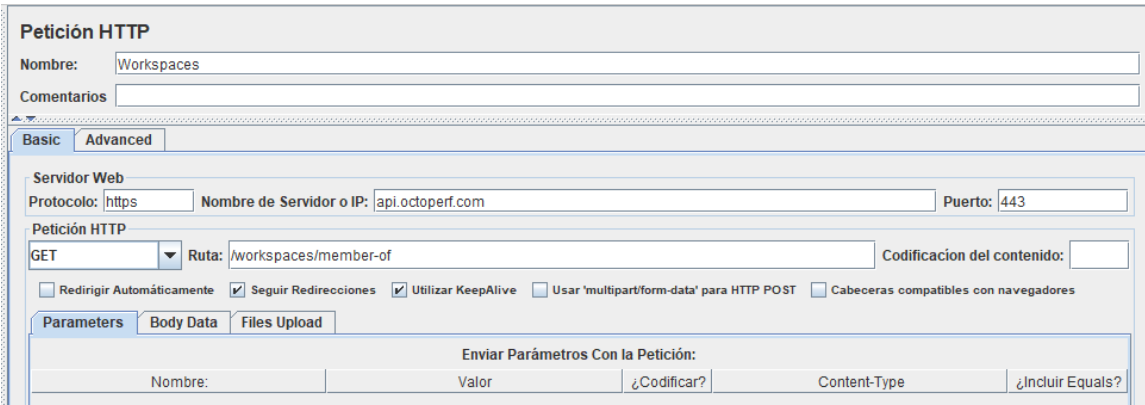 Petición HTTP
Nombre: Workspaces
Comentarios
Basic Advanced
Servidor Web
Protocolo: https Nombre de Servidor o IP: api.octoperf.com Puerto: 443
Petición HTTP
GET Ruta: /workspaces/member-of Codificacíon del contenido:
Redirigir Automáticamente Seguir Redirecciones Utilizar KeepAlive Usar 'multipart/form-data' para HTTP POST Cabeceras compatibles con navegadores
Parameters Body Data Files Upload
Enviar Parámetros Con la Petición:
Nombre: Valor ¿Codificar? Content-Type ¿Incluir Equals?